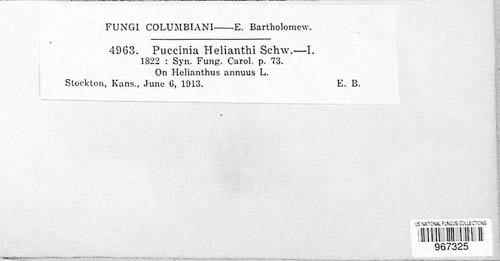 FUNGI COLUMBIANI——E. Bartholomew.
4963. Puccinia Helianthi Schw.—I.
1822 : Syn. Fung. Carol. p. 73.
On Helianthus annuus L.
Stockton, Kans., June 6, 1913. E. B.
US NATIONAL FUNGUS COLLECTIONS
967325